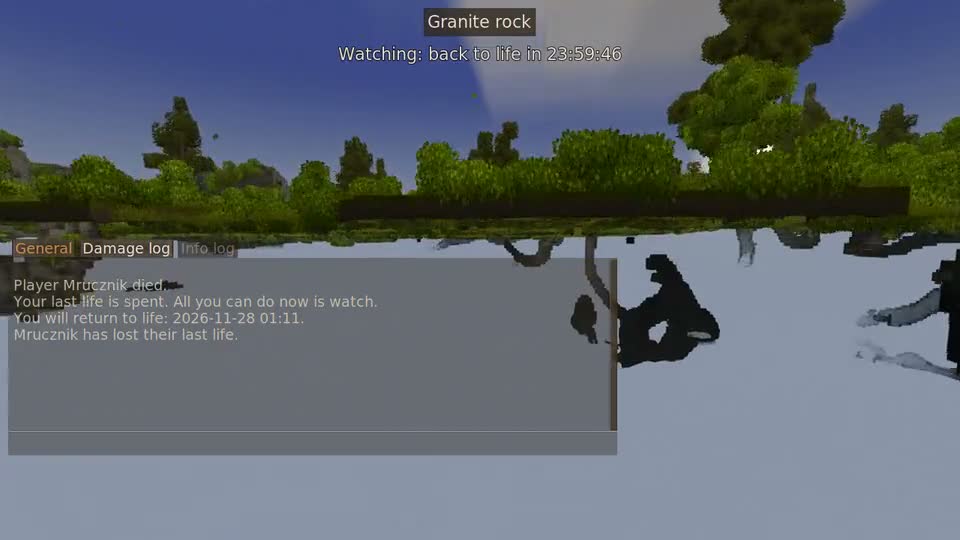 Granite rock
Watching: back to life in 23:59:46
General Damage log Info log
Player Mrucznik died.
Your last life is spent. All you can do now is watch.
You will return to life: 2026-11-28 01:11.
Mrucznik has lost their last life.